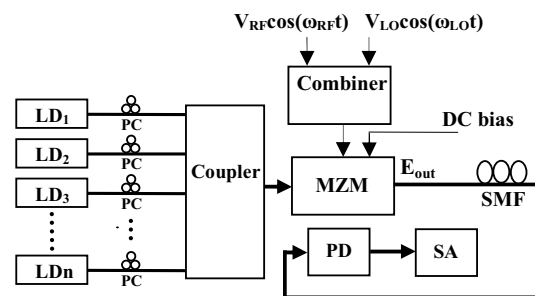 V_RFcos(ω_RFt)
V_LOcos(ω_LOt)
Combiner
DC bias
LD₁
PC
LD₂
PC
LD₃
PC
LDn
PC
Coupler
MZM
E_out
SMF
PD
SA